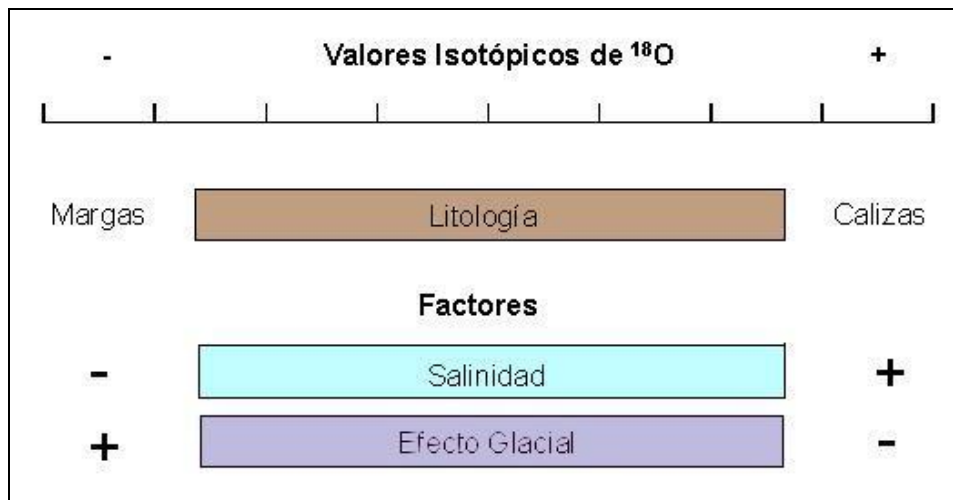 - Valores Isotópicos de ¹⁸O +
Margas Litología Calizas
Factores
- Salinidad +
+ Efecto Glacial -